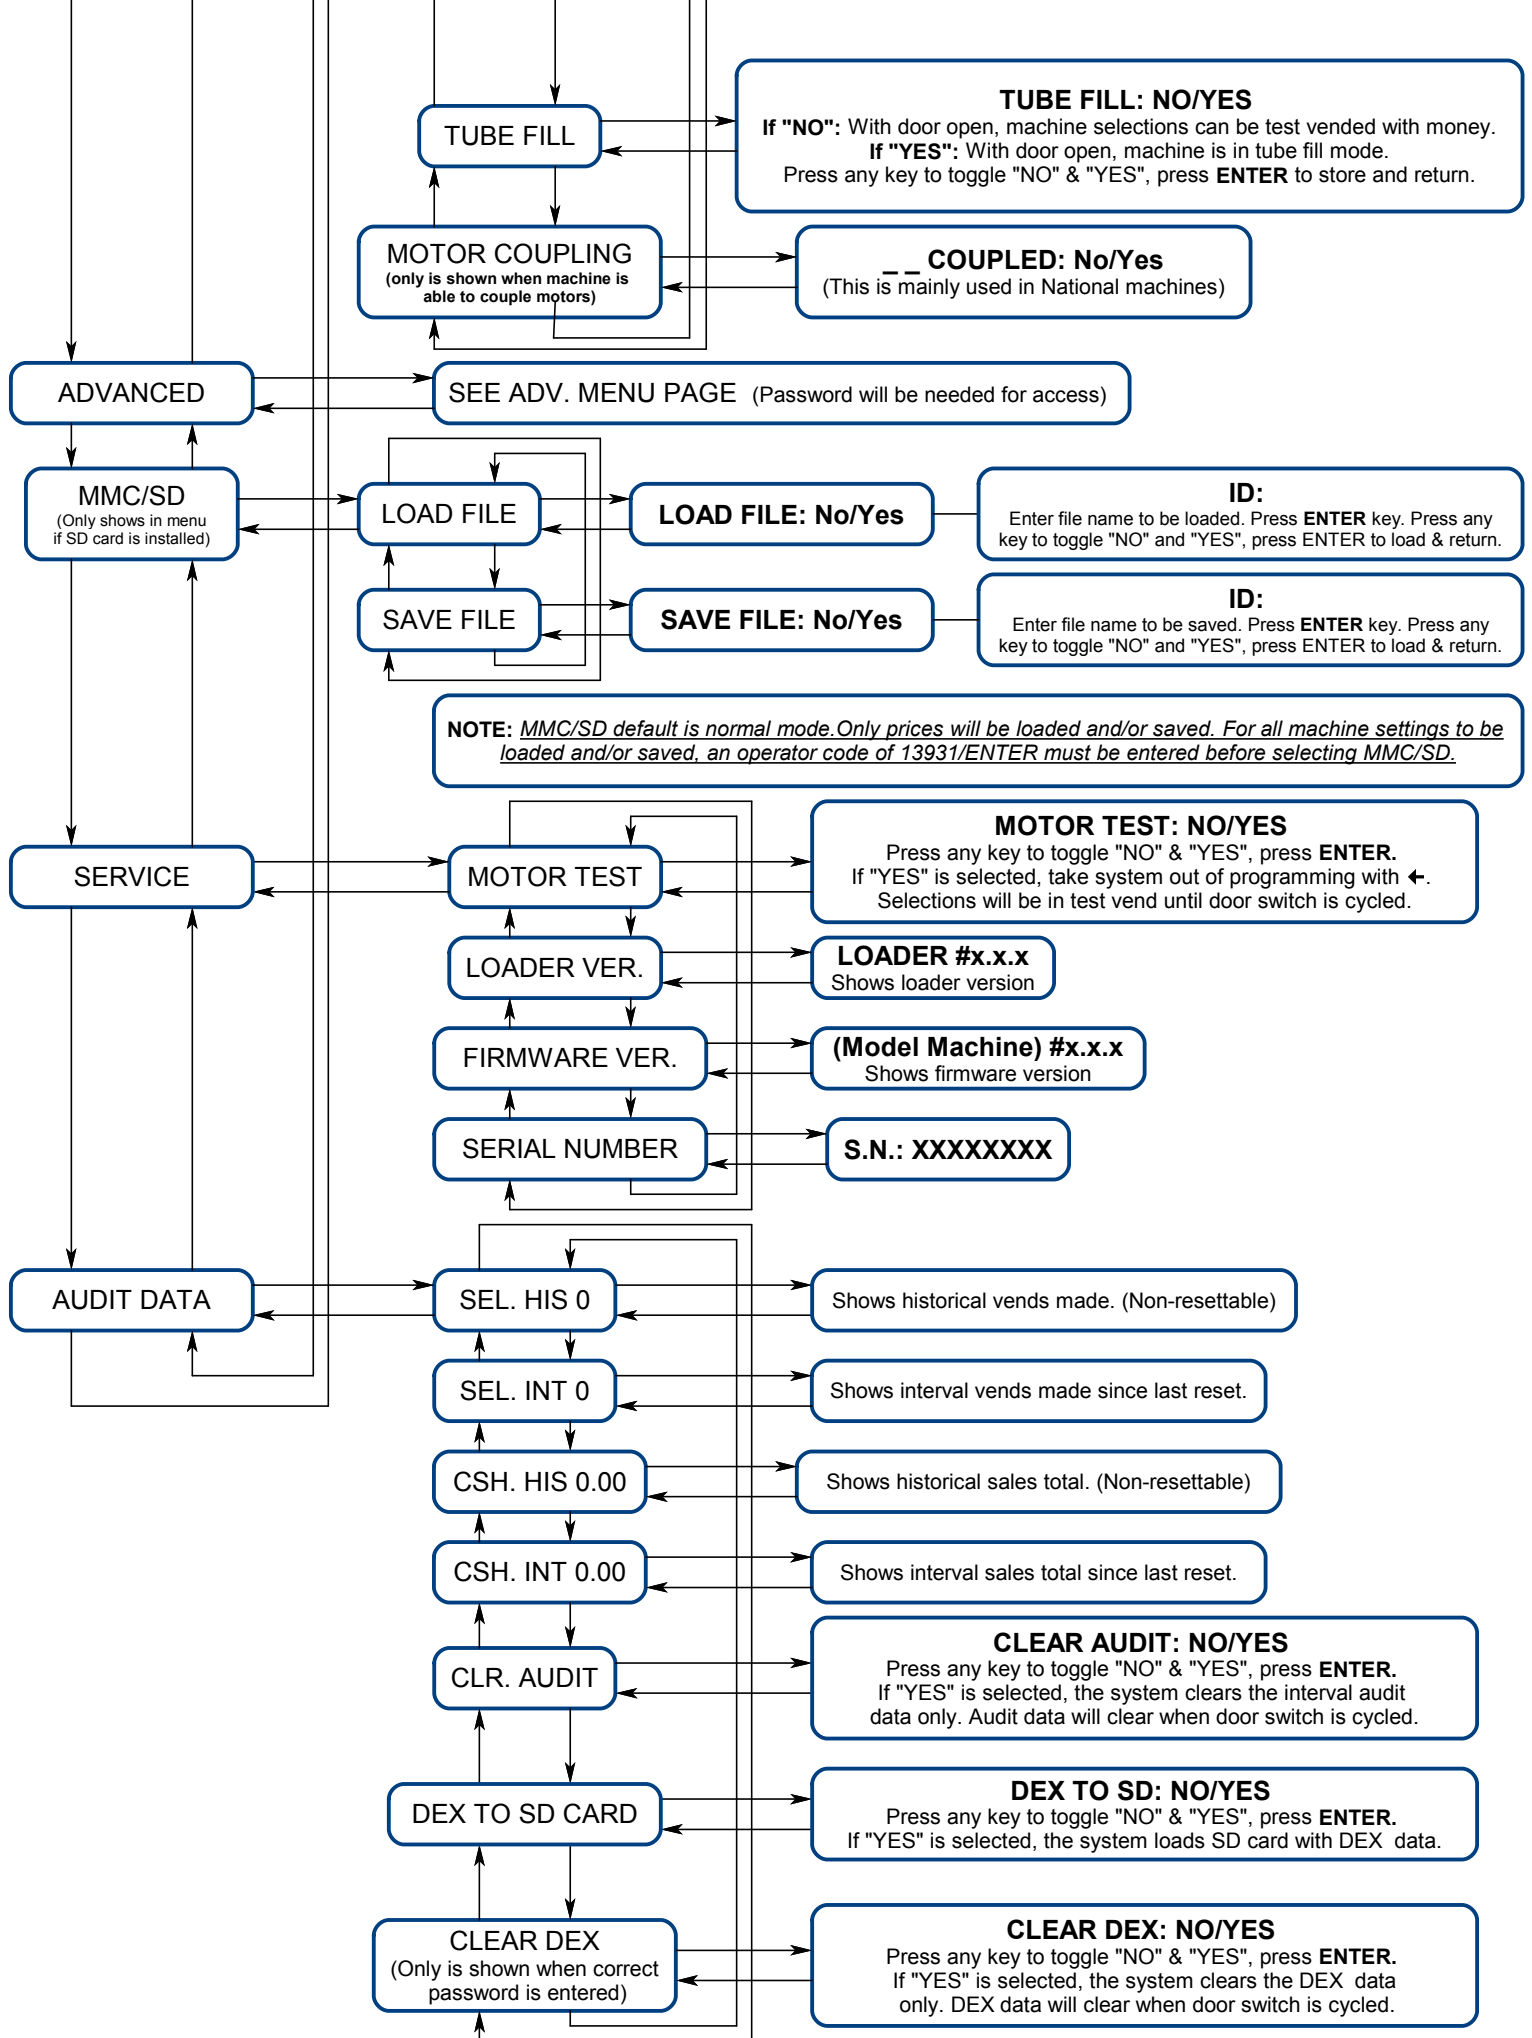 TUBE FILL
TUBE FILL: NO/YES
If "NO": With door open, machine selections can be test vended with money.
If "YES": With door open, machine is in tube fill mode.
Press any key to toggle "NO" & "YES", press ENTER to store and return.
MOTOR COUPLING
(only is shown when machine is
able to couple motors)
_ _ COUPLED: No/Yes
(This is mainly used in National machines)
ADVANCED
SEE ADV. MENU PAGE (Password will be needed for access)
MMC/SD
(Only shows in menu
if SD card is installed)
LOAD FILE
LOAD FILE: No/Yes
ID:
Enter file name to be loaded. Press ENTER key. Press any
key to toggle "NO" and "YES", press ENTER to load & return.
SAVE FILE
SAVE FILE: No/Yes
ID:
Enter file name to be saved. Press ENTER key. Press any
key to toggle "NO" and "YES", press ENTER to load & return.
NOTE: MMC/SD default is normal mode.Only prices will be loaded and/or saved. For all machine settings to be
loaded and/or saved, an operator code of 13931/ENTER must be entered before selecting MMC/SD.
SERVICE
MOTOR TEST
MOTOR TEST: NO/YES
Press any key to toggle "NO" & "YES", press ENTER.
If "YES" is selected, take system out of programming with ←.
Selections will be in test vend until door switch is cycled.
LOADER VER.
LOADER #x.x.x
Shows loader version
FIRMWARE VER.
(Model Machine) #x.x.x
Shows firmware version
SERIAL NUMBER
S.N.: XXXXXXXX
AUDIT DATA
SEL. HIS 0
Shows historical vends made. (Non-resettable)
SEL. INT 0
Shows interval vends made since last reset.
CSH. HIS 0.00
Shows historical sales total. (Non-resettable)
CSH. INT 0.00
Shows interval sales total since last reset.
CLR. AUDIT
CLEAR AUDIT: NO/YES
Press any key to toggle "NO" & "YES", press ENTER.
If "YES" is selected, the system clears the interval audit
data only. Audit data will clear when door switch is cycled.
DEX TO SD CARD
DEX TO SD: NO/YES
Press any key to toggle "NO" & "YES", press ENTER.
If "YES" is selected, the system loads SD card with DEX data.
CLEAR DEX
(Only is shown when correct
password is entered)
CLEAR DEX: NO/YES
Press any key to toggle "NO" & "YES", press ENTER.
If "YES" is selected, the system clears the DEX data
only. DEX data will clear when door switch is cycled.